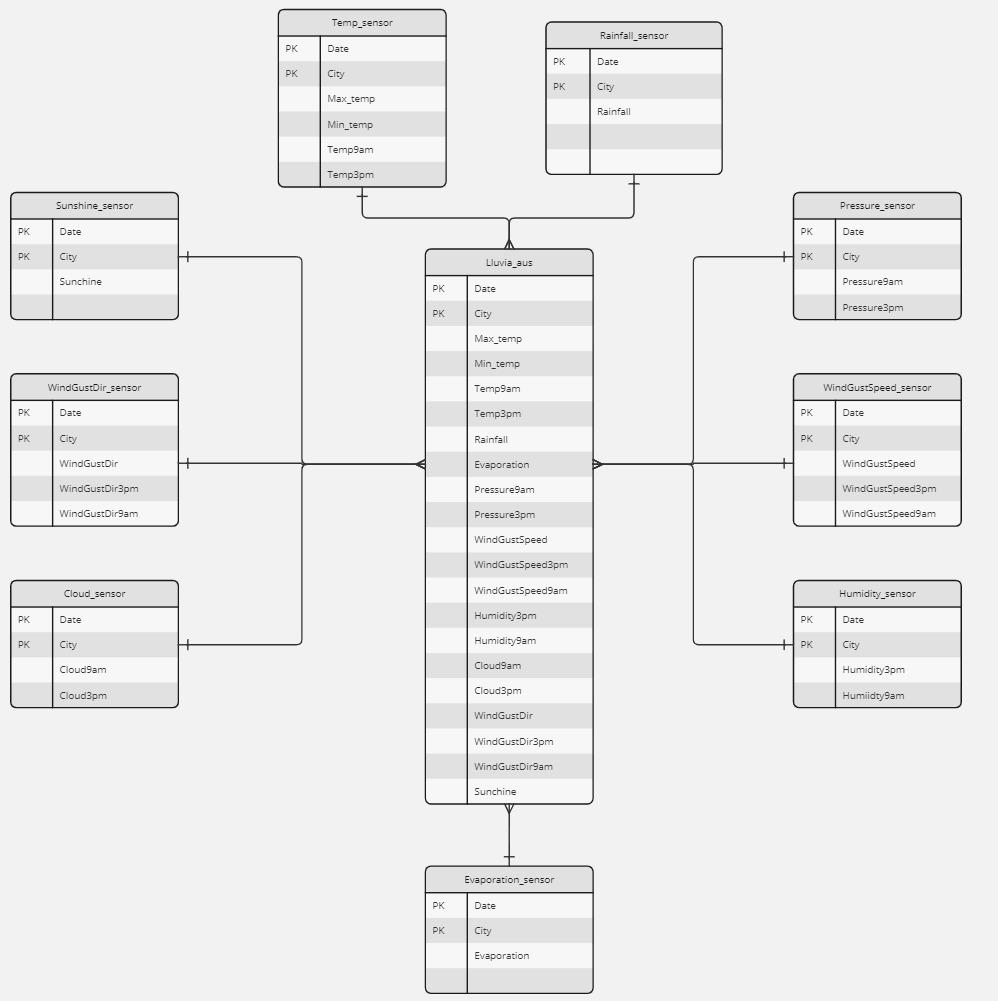 Temp_sensor
PK Date
PK City
Max_temp
Min_temp
Temp9am
Temp3pm
Rainfall_sensor
PK Date
PK City
Rainfall
Sunshine_sensor
PK Date
PK City
Sunchine
Pressure_sensor
PK Date
PK City
Pressure9am
Pressure3pm
Lluvia_aus
PK Date
PK City
Max_temp
Min_temp
Temp9am
Temp3pm
Rainfall
Evaporation
Pressure9am
Pressure3pm
WindGustSpeed
WindGustSpeed3pm
WindGustSpeed9am
Humidity3pm
Humidity9am
Cloud9am
Cloud3pm
WindGustDir
WindGustDir3pm
WindGustDir9am
Sunchine
WindGustDir_sensor
PK Date
PK City
WindGustDir
WindGustDir3pm
WindGustDir9am
WindGustSpeed_sensor
PK Date
PK City
WindGustSpeed
WindGustSpeed3pm
WindGustSpeed9am
Cloud_sensor
PK Date
PK City
Cloud9am
Cloud3pm
Humidity_sensor
PK Date
PK City
Humidity3pm
Humiidty9am
Evaporation_sensor
PK Date
PK City
Evaporation